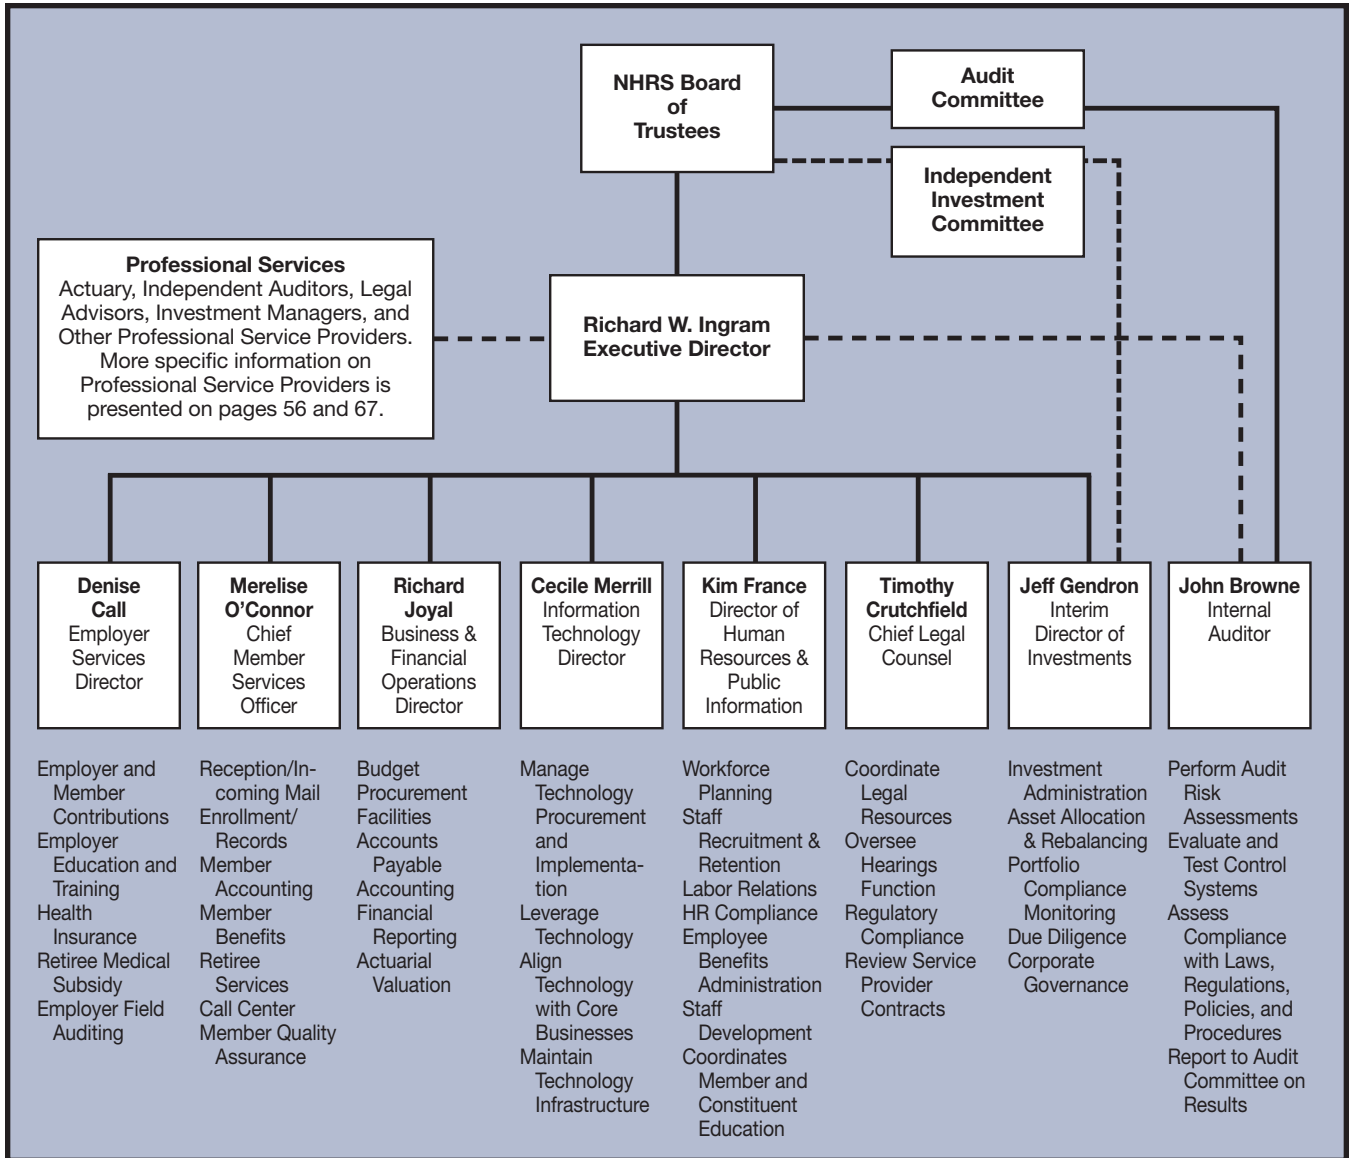 NHRS Board
of
Trustees
Audit
Committee
Independent
Investment
Committee
Professional Services
Actuary, Independent Auditors, Legal
Advisors, Investment Managers, and
Other Professional Service Providers.
More specific information on
Professional Service Providers is
presented on pages 56 and 67.
Richard W. Ingram
Executive Director
Denise
Call
Employer
Services
Director
Merelise
O’Connor
Chief
Member
Services
Officer
Richard
Joyal
Business &
Financial
Operations
Director
Cecile Merrill
Information
Technology
Director
Kim France
Director of
Human
Resources &
Public
Information
Timothy
Crutchfield
Chief Legal
Counsel
Jeff Gendron
Interim
Director of
Investments
John Browne
Internal
Auditor
Employer and
Member
Contributions
Employer
Education and
Training
Health
Insurance
Retiree Medical
Subsidy
Employer Field
Auditing
Reception/In-
coming Mail
Enrollment/
Records
Member
Accounting
Member
Benefits
Retiree
Services
Call Center
Member Quality
Assurance
Budget
Procurement
Facilities
Accounts
Payable
Accounting
Financial
Reporting
Actuarial
Valuation
Manage
Technology
Procurement
and
Implementa-
tion
Leverage
Technology
Align
Technology
with Core
Businesses
Maintain
Technology
Infrastructure
Workforce
Planning
Staff
Recruitment &
Retention
Labor Relations
HR Compliance
Employee
Benefits
Administration
Staff
Development
Coordinates
Member and
Constituent
Education
Coordinate
Legal
Resources
Oversee
Hearings
Function
Regulatory
Compliance
Review Service
Provider
Contracts
Investment
Administration
Asset Allocation
& Rebalancing
Portfolio
Compliance
Monitoring
Due Diligence
Corporate
Governance
Perform Audit
Risk
Assessments
Evaluate and
Test Control
Systems
Assess
Compliance
with Laws,
Regulations,
Policies, and
Procedures
Report to Audit
Committee on
Results